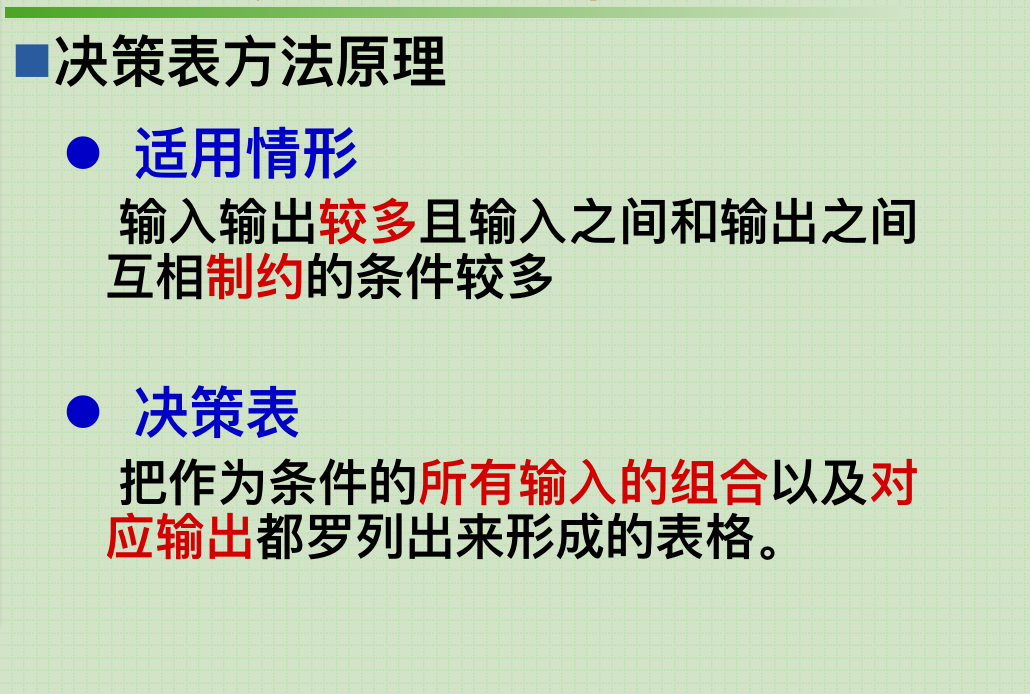 决策表方法原理
适用情形
输入输出较多且输入之间和输出之间
互相制约的条件较多
决策表
把作为条件的所有输入的组合以及对
应输出都罗列出来形成的表格。